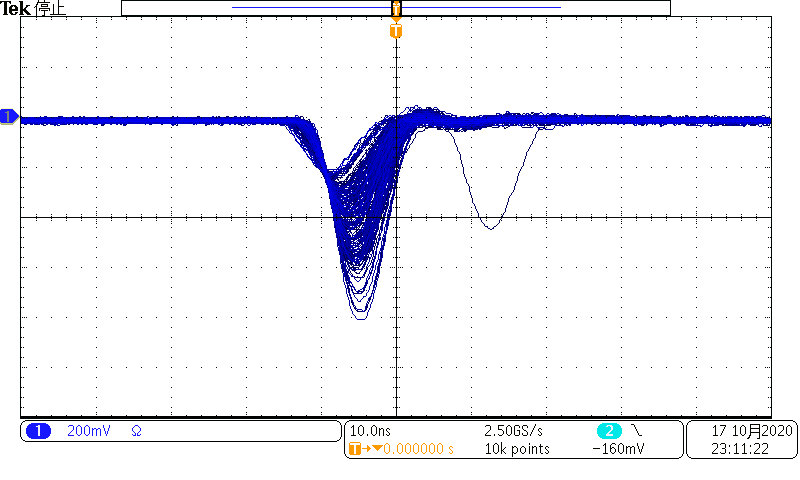 Tek 停止
T
T
1
1 200mV Ω
10.0ns 2.50GS/s 2
T→▼0.000000 s 10k points −160mV
17 10月2020
23:11:22